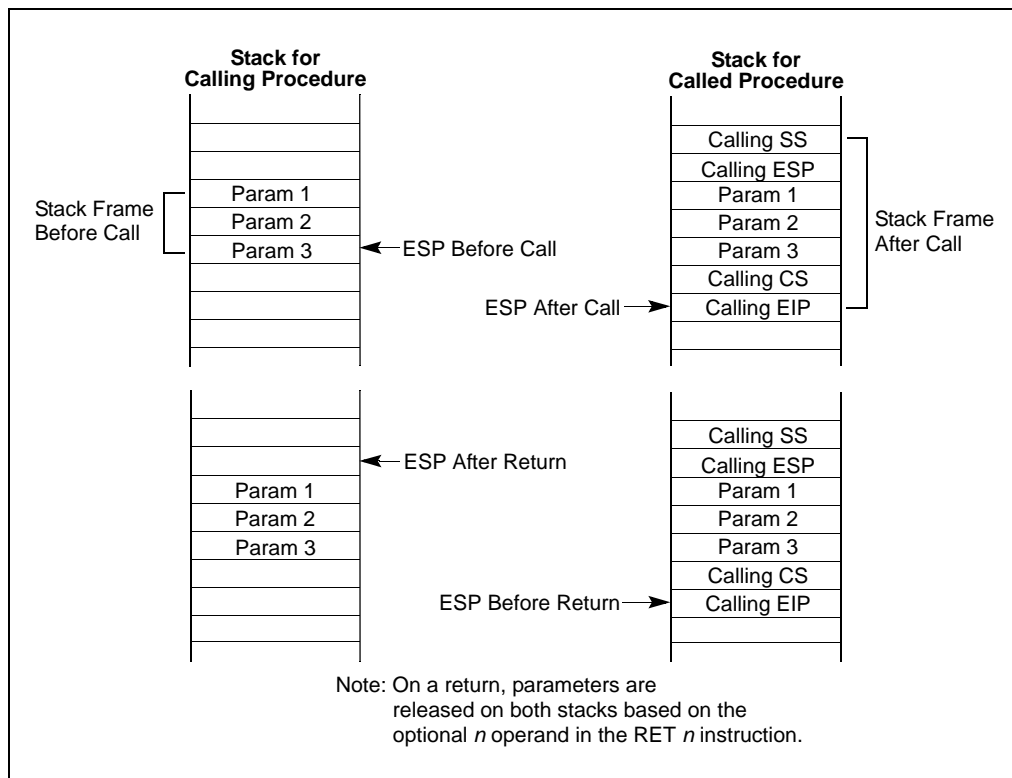 Stack for
Calling Procedure
Stack for
Called Procedure
Stack Frame
Before Call
Param 1
Param 2
Param 3
ESP Before Call
ESP After Call
Calling SS
Calling ESP
Param 1
Param 2
Param 3
Calling CS
Calling EIP
Stack Frame
After Call
ESP After Return
Param 1
Param 2
Param 3
ESP Before Return
Calling SS
Calling ESP
Param 1
Param 2
Param 3
Calling CS
Calling EIP
Note: On a return, parameters are
released on both stacks based on the
optional n operand in the RET n instruction.